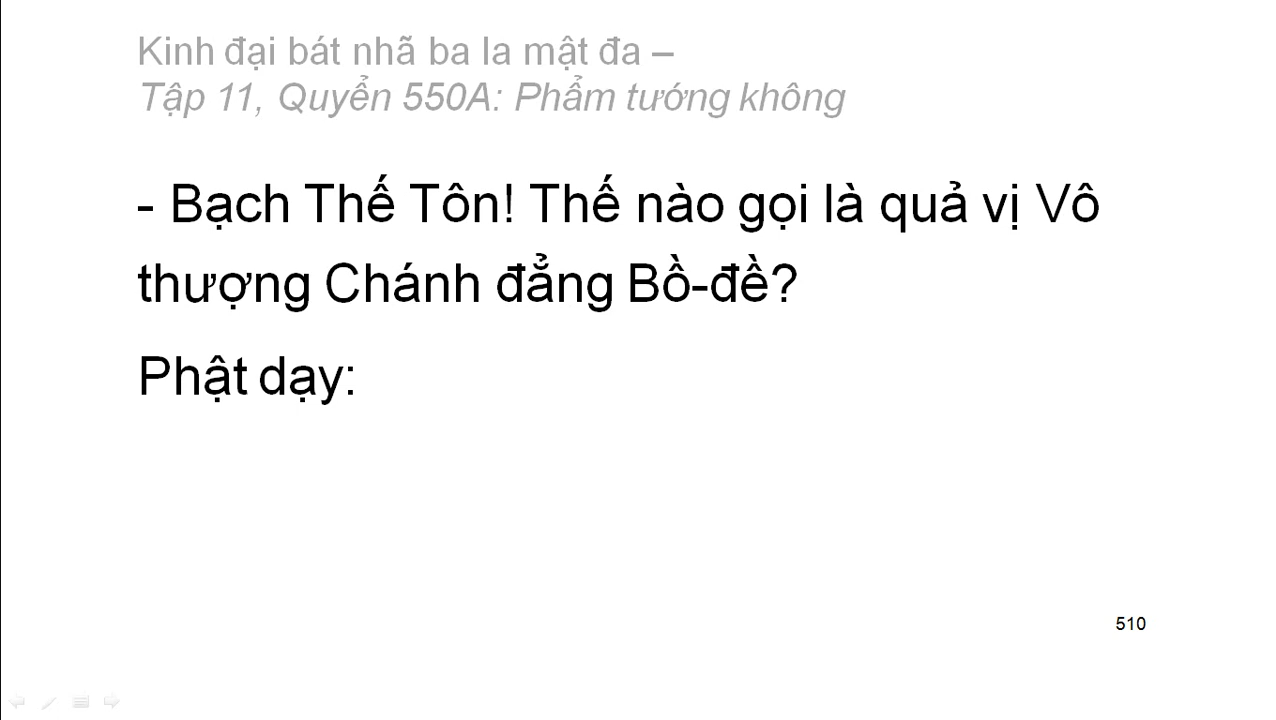 Kinh đại bát nhã ba la mật đa –
Tập 11, Quyển 550A: Phẩm tướng không
- Bạch Thế Tôn! Thế nào gọi là quả vị Vô
thượng Chánh đẳng Bồ-đề?
Phật dạy:
510